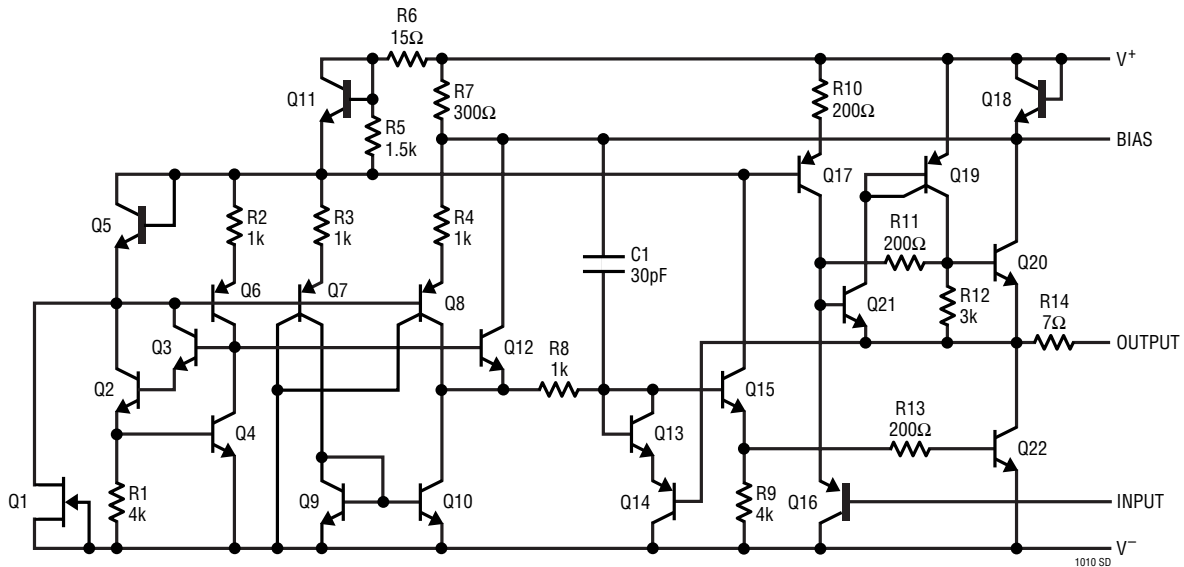 R6
15Ω
V+
Q11
R7
300Ω
R10
200Ω
Q18
R5
1.5k
BIAS
Q17
Q19
Q5
R2
1k
R3
1k
R4
1k
R11
200Ω
C1
30pF
Q20
Q6
Q7
Q8
Q21
R12
3k
R14
7Ω
Q3
Q12
OUTPUT
R8
1k
Q2
Q15
R13
200Ω
Q4
Q13
Q22
Q1
R1
4k
Q9
Q10
Q14
R9
4k
Q16
INPUT
V−
1010 SD